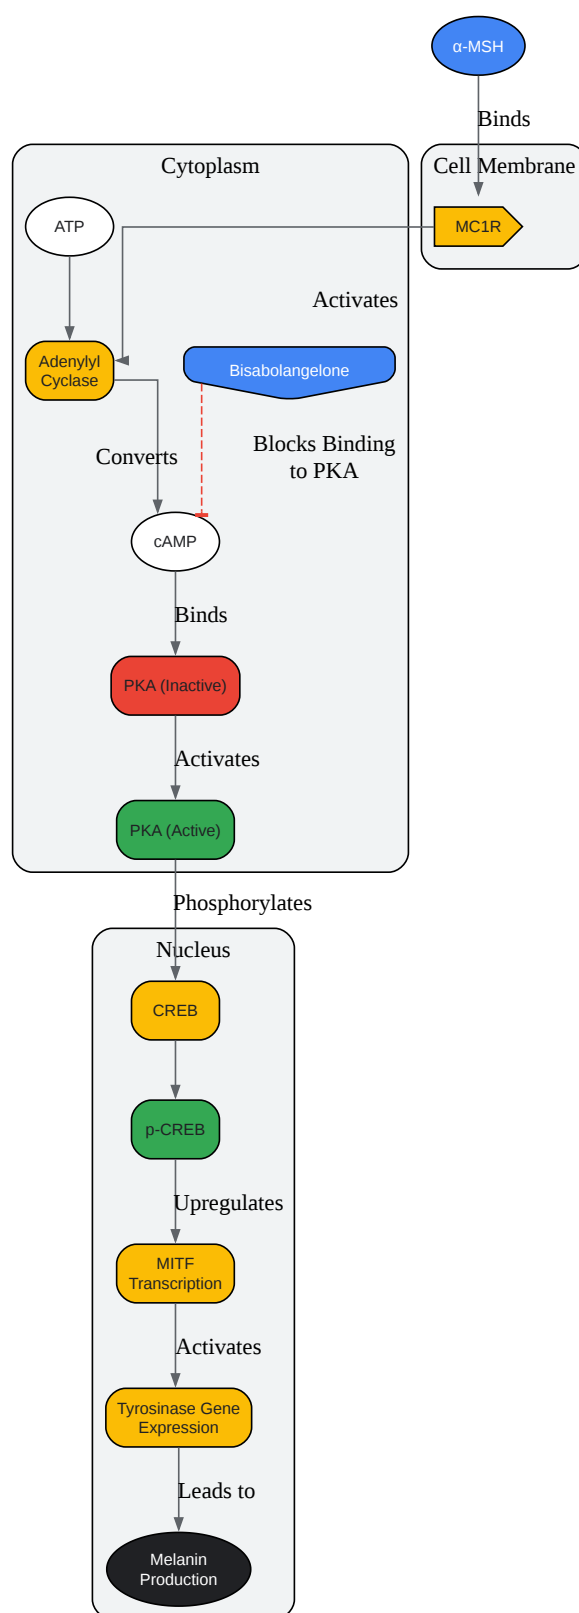 α-MSH
Binds
Cytoplasm
Cell Membrane
ATP
MC1R
Activates
Adenylyl
Cyclase
Bisabolangelone
Converts
Blocks Binding
to PKA
cAMP
Binds
PKA (Inactive)
Activates
PKA (Active)
Phosphorylates
Nucleus
CREB
p-CREB
Upregulates
MITF
Transcription
Activates
Tyrosinase Gene
Expression
Leads to
Melanin
Production